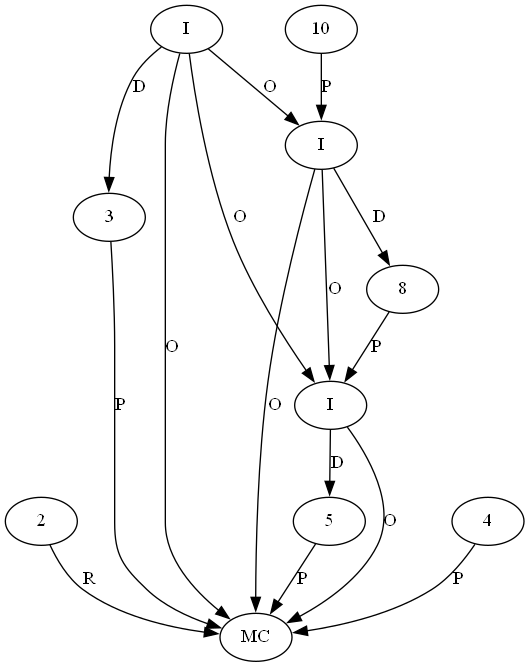 I 10
D O P
I
3 O D
8
O O P
P O I
D
2 5 O 4
R P P
MC